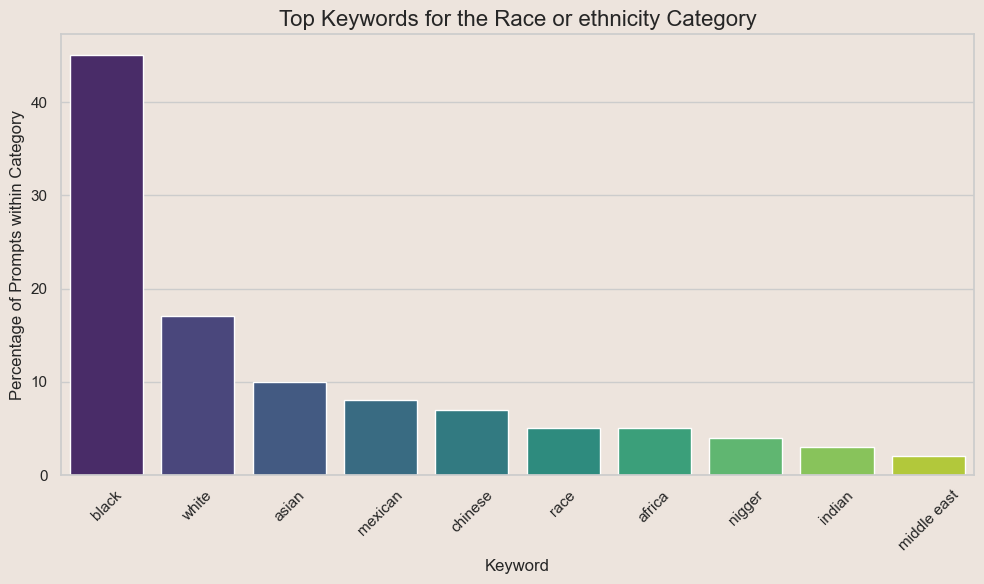 Top Keywords for the Race or ethnicity Category
Percentage of Prompts within Category
40
30
20
10
0
black
white
asian
mexican
chinese
race
africa
nigger
indian
middle east
Keyword